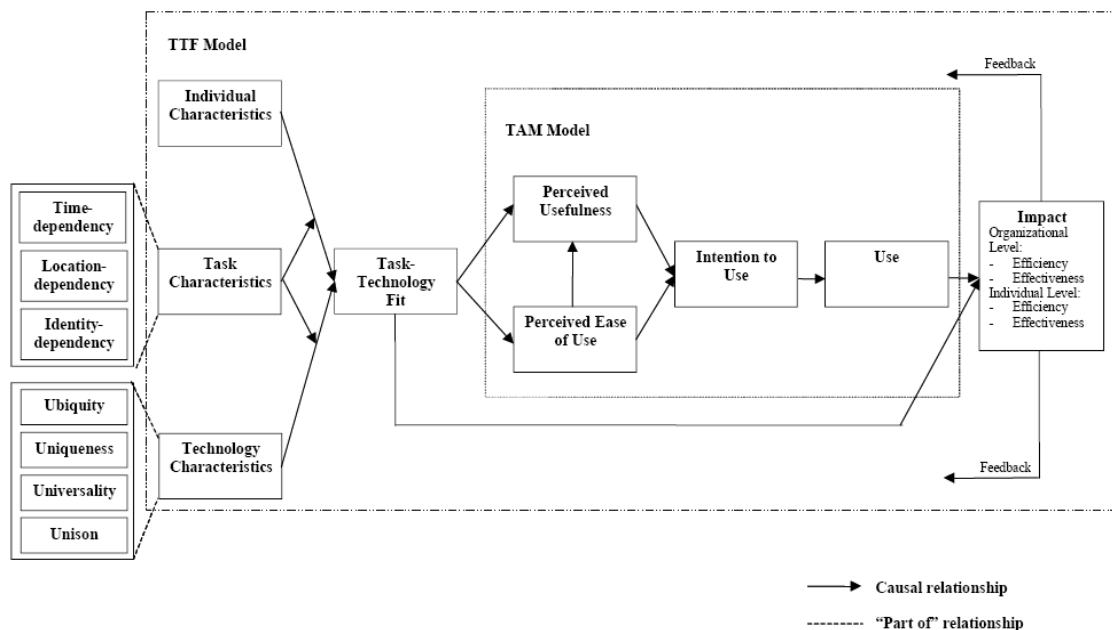 TTF Model
Feedback
Individual
Characteristics
TAM Model
Time-
dependency
Location-
dependency
Identity-
dependency
Task
Characteristics
Task-
Technology
Fit
Perceived
Usefulness
Perceived Ease
of Use
Intention to
Use
Use
Impact
Organizational
Level:
- Efficiency
- Effectiveness
Individual Level:
- Efficiency
- Effectiveness
Ubiquity
Uniqueness
Universality
Unison
Technology
Characteristics
Feedback
Causal relationship
“Part of” relationship